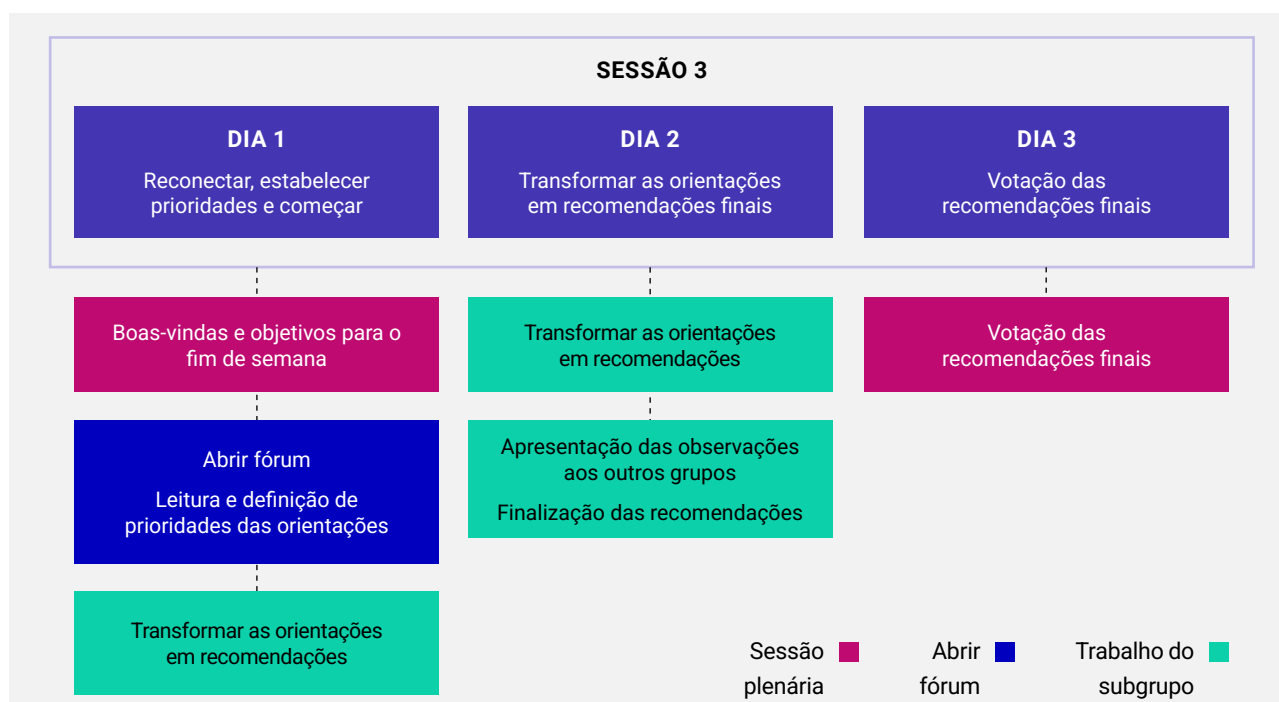 SESSÃO 3
DIA 1
Reconectar, estabelecer
prioridades e começar
DIA 2
Transformar as orientações
em recomendações finais
DIA 3
Votação das
recomendações finais
Boas-vindas e objetivos para o
fim de semana
Abrir fórum
Leitura e definição de
prioridades das orientações
Transformar as orientações
em recomendações
Transformar as orientações
em recomendações
Apresentação das observações
aos outros grupos
Finalização das recomendações
Votação das
recomendações finais
Sessão
plenária
Abrir
fórum
Trabalho do
subgrupo